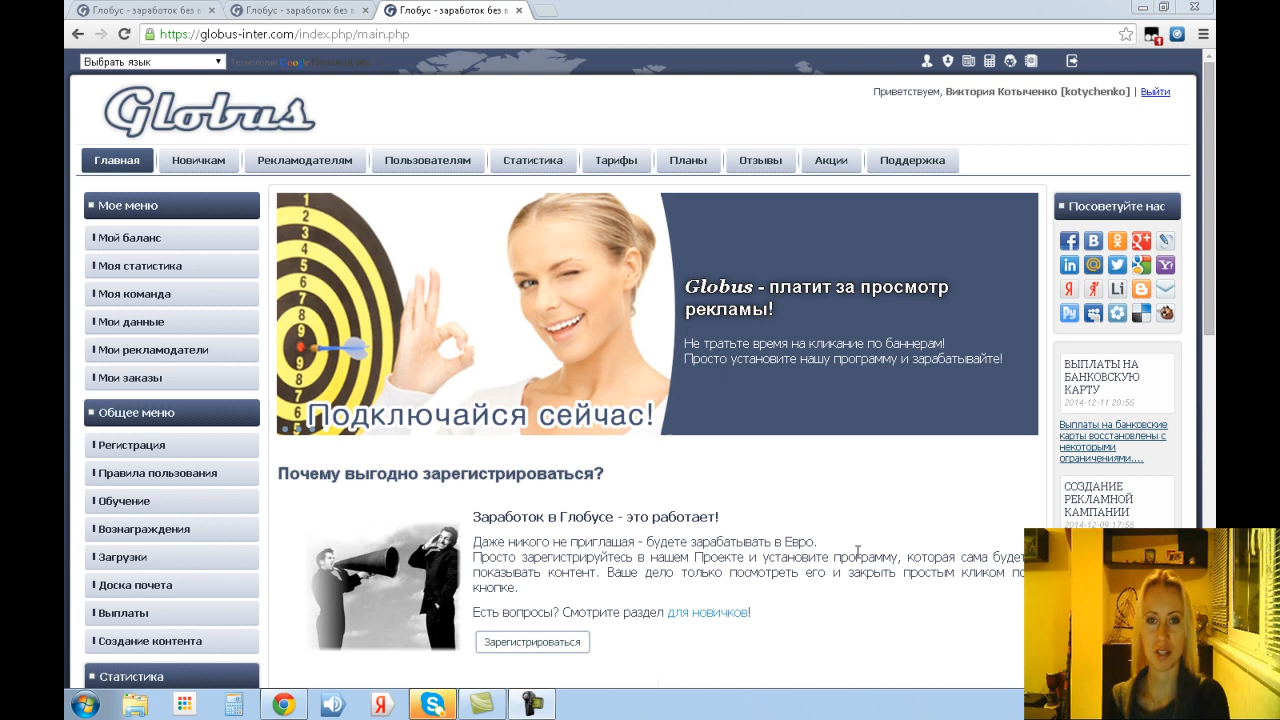 Глобус - заработок без в
Глобус - заработок без в
Глобус - заработок без в
https://globus-inter.com/index.php/main.php
Выбрать язык
Приветствуем, Виктория Котыченко [kotychenko] | Выйти
Globus
Главная
Новичкам
Рекламодателям
Пользователям
Статистика
Тарифы
Планы
Отзывы
Акции
Поддержка
Мое меню
Мой баланс
Моя статистика
Моя команда
Мои данные
Мои рекламодатели
Мои заказы
Общее меню
Регистрация
Правила пользования
Обучение
Вознаграждения
Загрузки
Доска почета
Выплаты
Создание контента
Статистика
Подключайся сейчас!
Globus - платит за просмотр
рекламы!
Не тратьте время на кликание по баннерам!
Просто установите нашу программу и зарабатывайте!
Почему выгодно зарегистрироваться?
Заработок в Глобусе - это работает!
Даже никого не приглашая - будете зарабатывать в Евро.
Просто зарегистрируйтесь в нашем Проекте и установите программу, которая сама будет
показывать контент. Ваше дело только посмотреть его и закрыть простым кликом по
кнопке.
Есть вопросы? Смотрите раздел для новичков!
Зарегистрироваться
Посоветуйте нас
ВЫПЛАТЫ НА
БАНКОВСКУЮ
КАРТУ
2014-12-11 20:56
Выплаты на банковские
карты восстановлены с
некоторыми
ограничениями....
СОЗДАНИЕ
РЕКЛАМНОЙ
КАМПАНИИ
2014-12-09 17:56